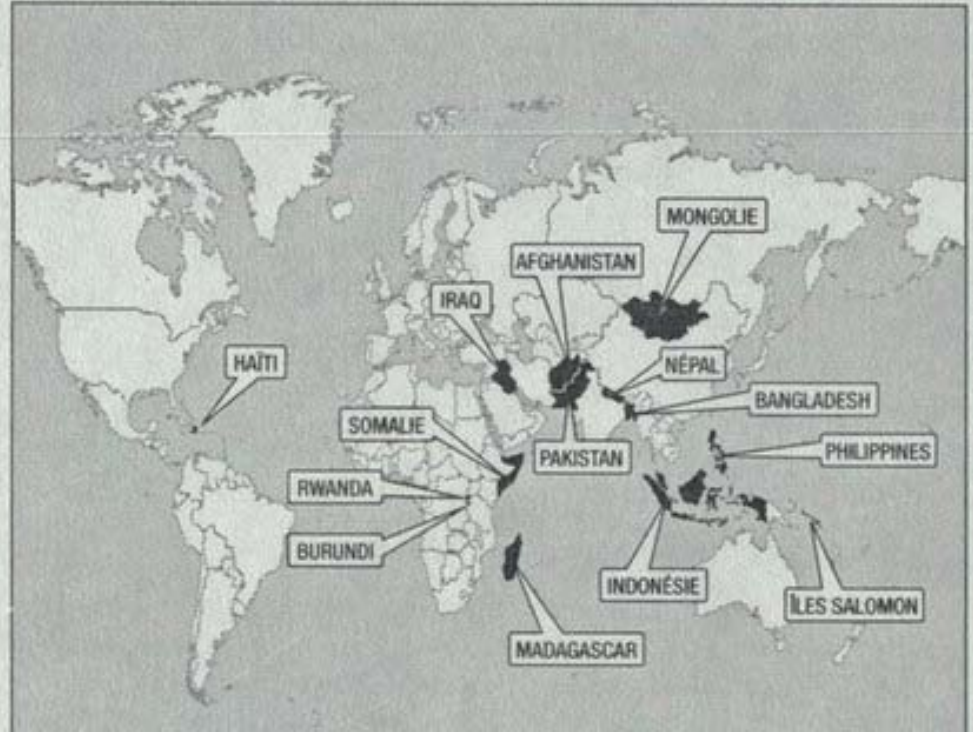 MONGOLIE
AFGHANISTAN
IRAQ
HAÏTI
NÉPAL
BANGLADESH
SOMALIE
PHILIPPINES
PAKISTAN
RWANDA
BURUNDI
INDONÉSIE
ÎLES SALOMON
MADAGASCAR